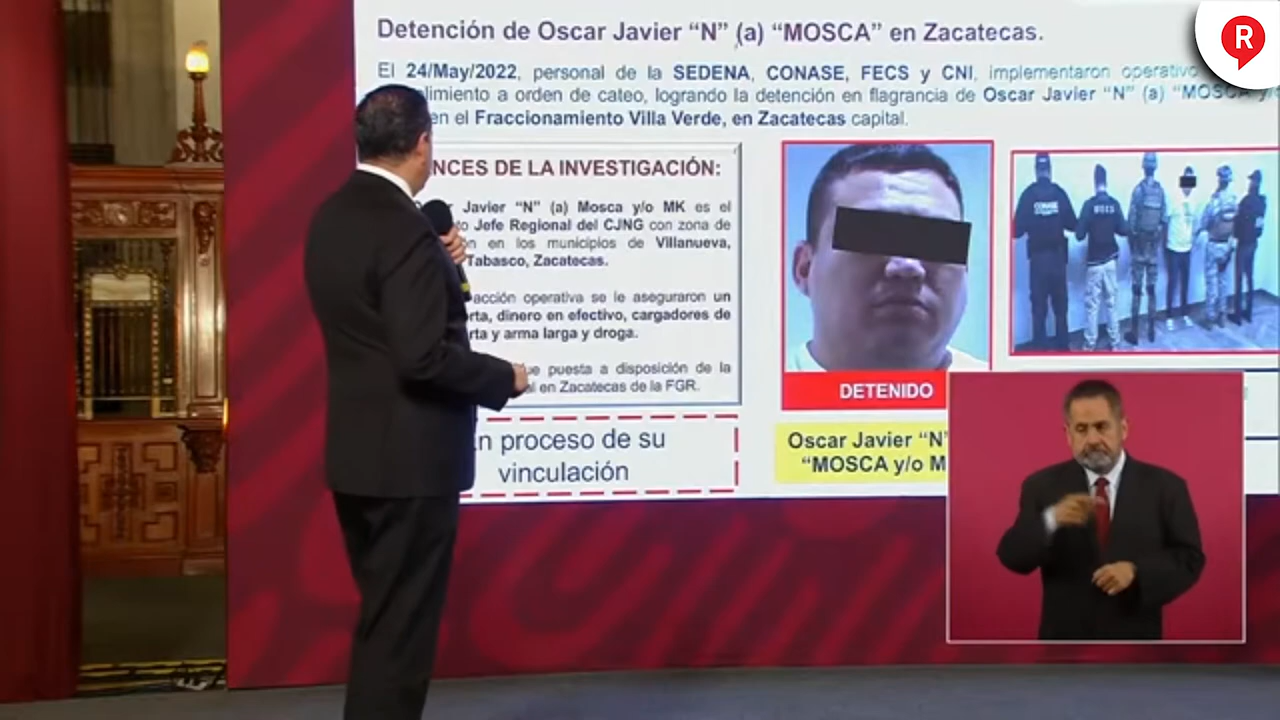 R
Detención de Oscar Javier “N” (a) “MOSCA” en Zacatecas.
El 24/May/2022, personal de la SEDENA, CONASE, FECS y CNI, implementaron operativo
orden de cateo, logrando la detención en flagrancia de Oscar Javier “N” (a) “MOSCA y/o
en el Fraccionamiento Villa Verde, en Zacatecas capital.
NCES DE LA INVESTIGACIÓN:
Javier “N” (a) Mosca y/o MK es el
Jefe Regional del CJNG con zona de
en los municipios de Villanueva,
Tabasco, Zacatecas.
acción operativa se le aseguraron un
rta, dinero en efectivo, cargadores de
rta y arma larga y droga.
ue puesta a disposición de la
en Zacatecas de la FGR.
n proceso de su
vinculación
CONASE
DETENIDO
Oscar Javier “N”
“MOSCA y/o M